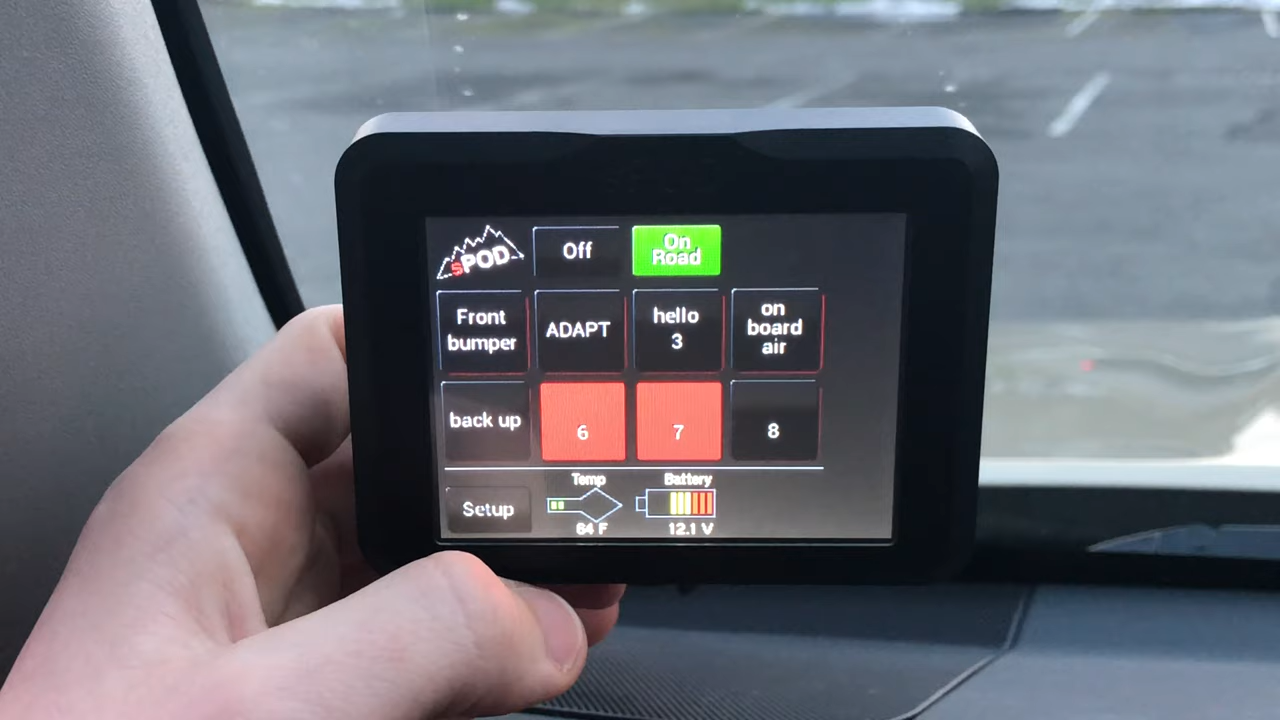 sPOD
Off
On
Road
Front
bumper
ADAPT
hello
3
on
board
air
back up
6
7
8
Setup
Temp
64 F
Battery
12.1 V